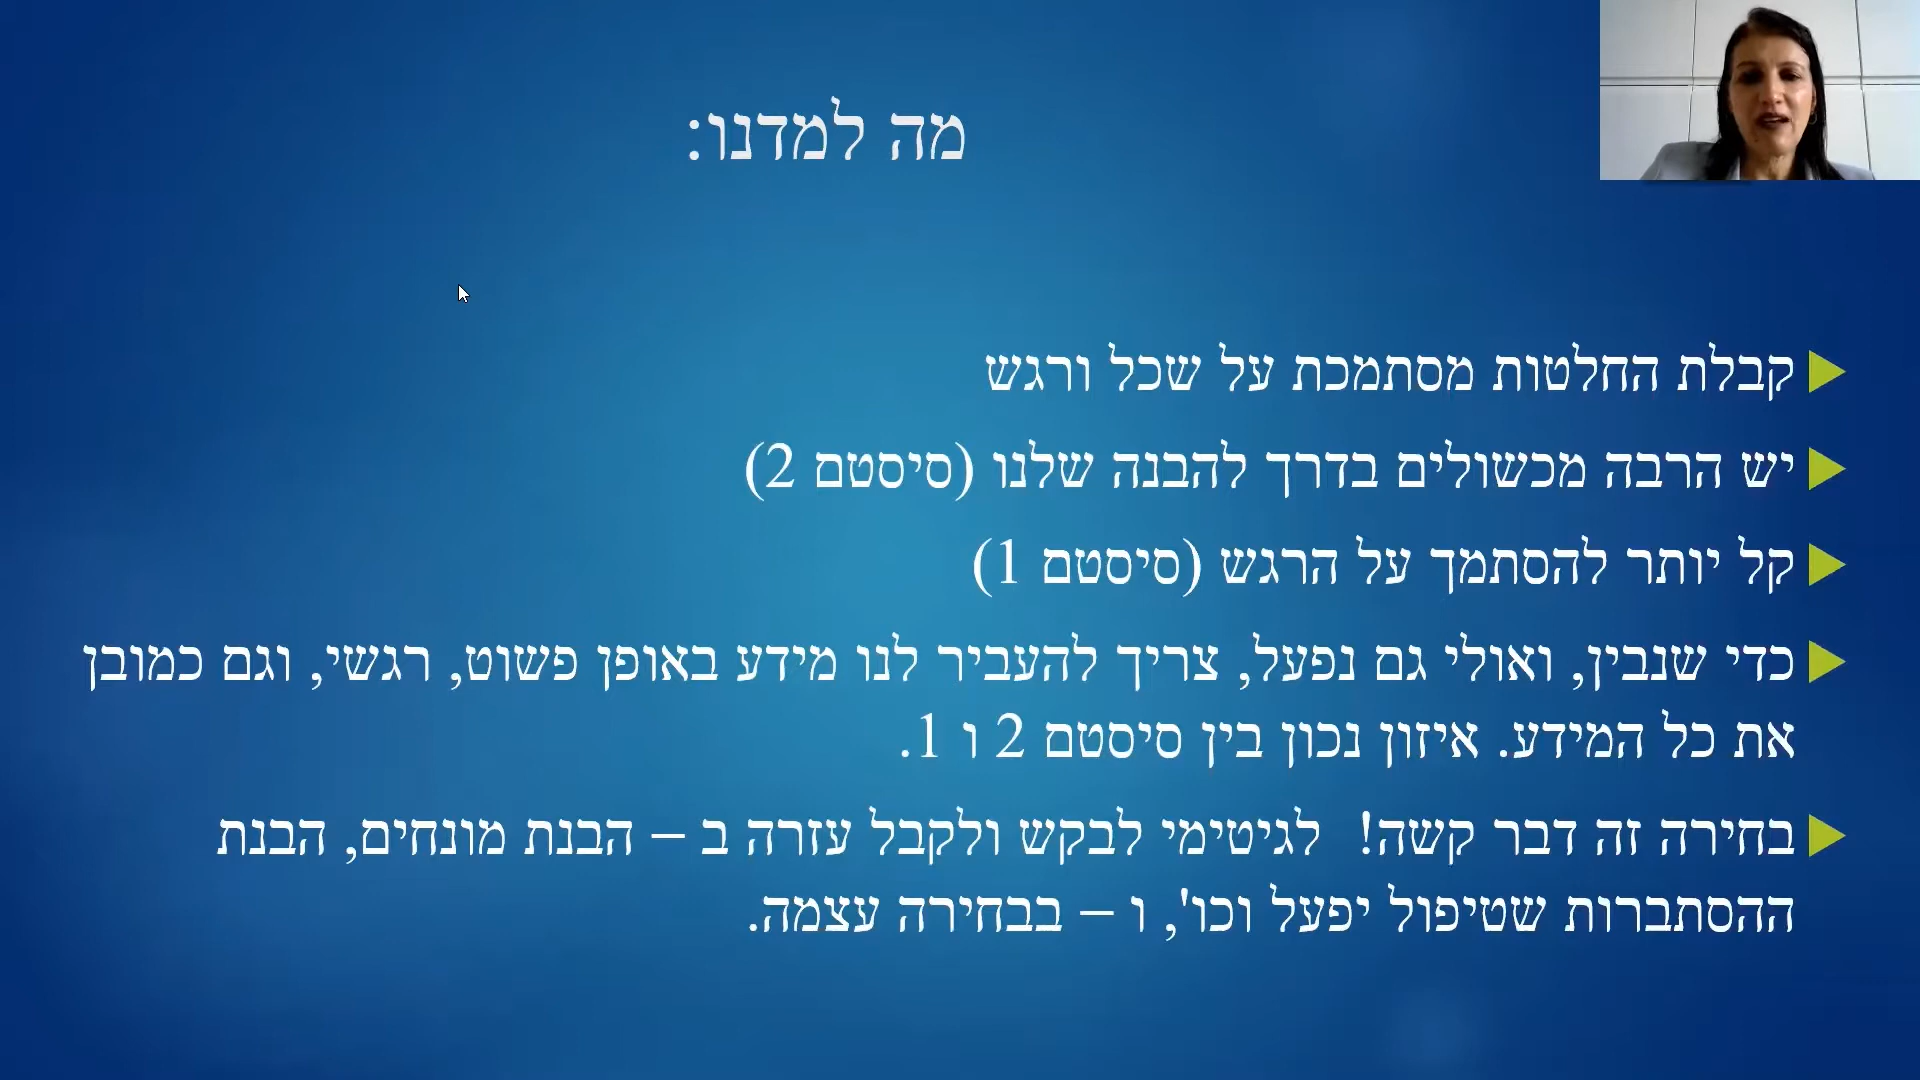 מה למדנו:
קבלת החלטות מסתמכת על שכל ורגש
יש הרבה מכשולים בדרך להבנה שלנו (סיסטם 2)
קל יותר להסתמך על הרגש (סיסטם 1)
כדי שנבין, ואולי גם נפעל, צריך להעביר לנו מידע באופן פשוט, רגשי, וגם כמובן
את כל המידע. איזון נכון בין סיסטם 2 ו 1.
בחירה זה דבר קשה!  לגיטימי לבקש ולקבל עזרה ב – הבנת מונחים, הבנת
ההסתברות שטיפול יפעל וכו', ו – בבחירה עצמה.